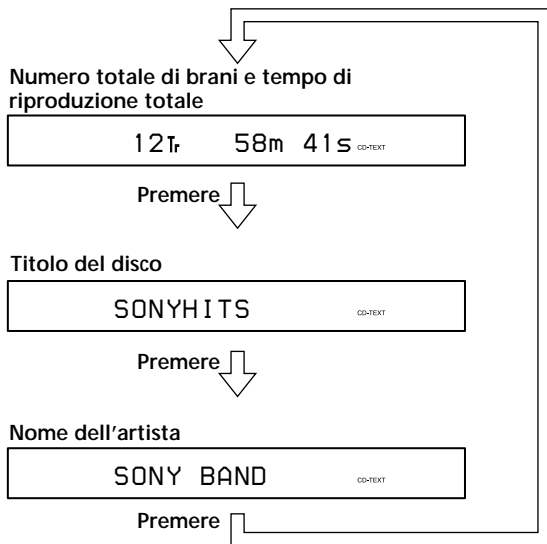 Numero totale di brani e tempo di
riproduzione totale
12Tr 58m 41s CD-TEXT
Premere
Titolo del disco
SONYHITS CD-TEXT
Premere
Nome dell'artista
SONY BAND CD-TEXT
Premere